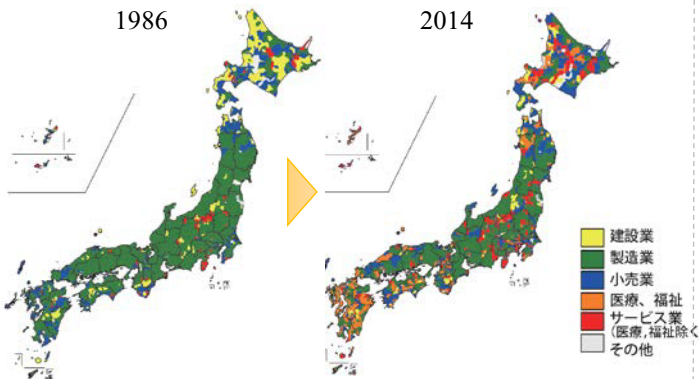 1986
2014
建設業
製造業
小売業
医療、福祉
サービス業
(医療,福祉除く
その他